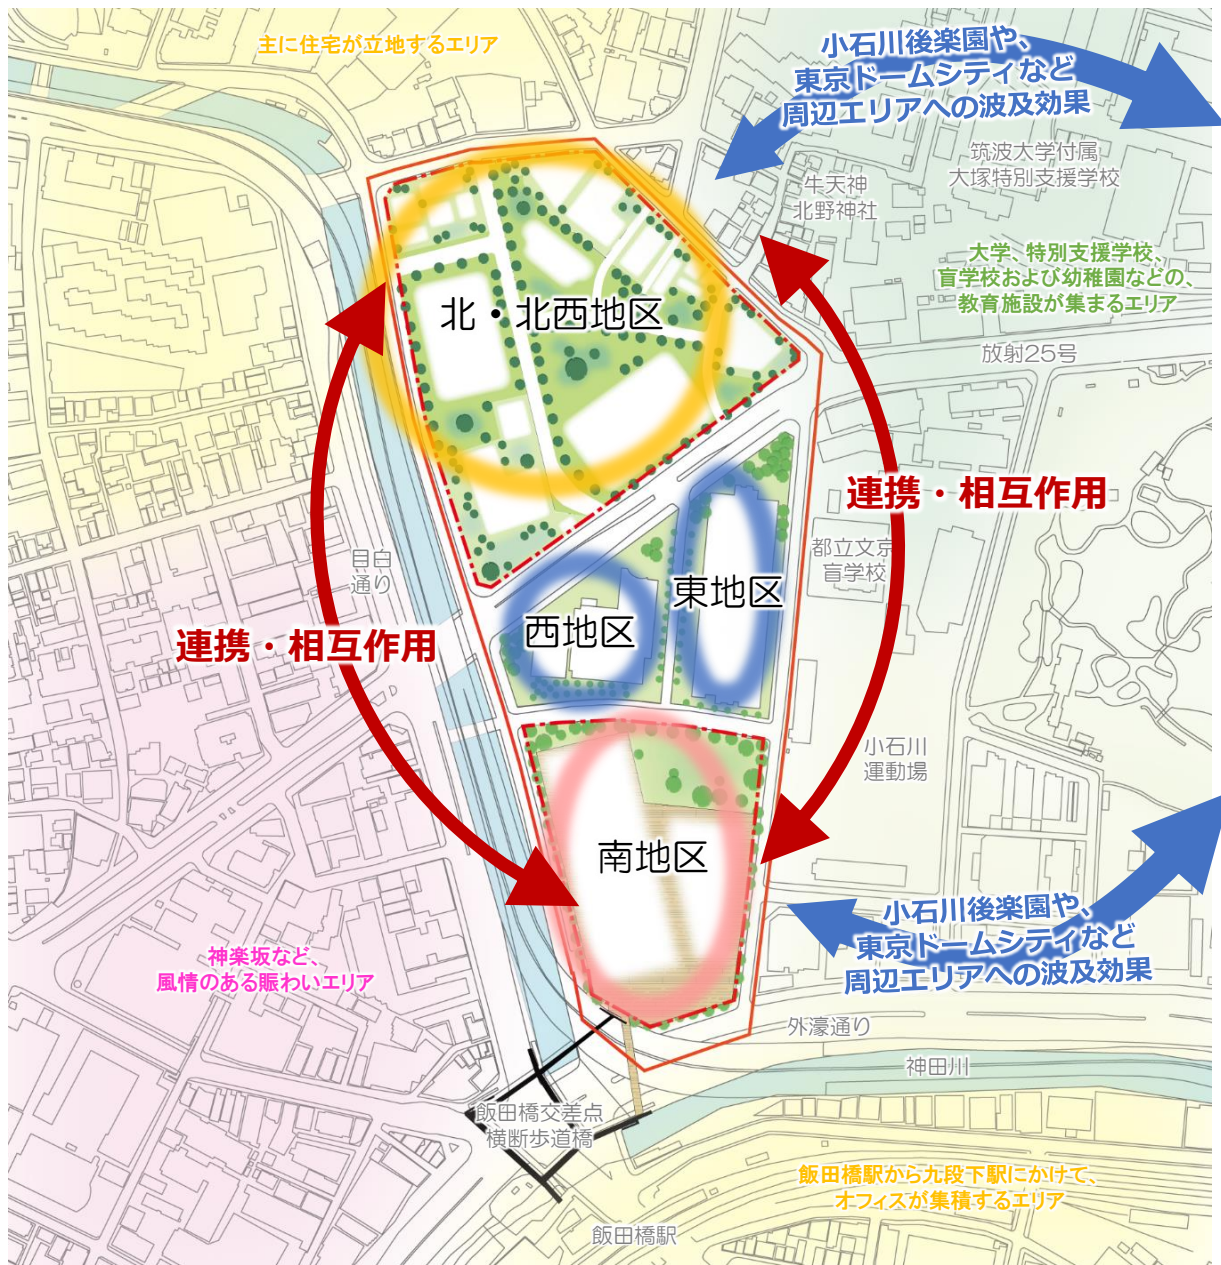 主に住宅が立地するエリア
小石川後楽園や、
東京ドームシティなど
周辺エリアへの波及効果
筑波大学付属
大塚特別支援学校
牛天神
北野神社
大学、特別支援学校、
盲学校および幼稚園などの、
教育施設が集まるエリア
北・北西地区
放射25号
連携・相互作用
都立文京
盲学校
目白
通り
東地区
西地区
連携・相互作用
小石川
運動場
南地区
小石川後楽園や、
東京ドームシティなど
周辺エリアへの波及効果
神楽坂など、
風情のある賑わいエリア
外濠通り
神田川
飯田橋交差点
横断歩道橋
飯田橋駅から九段下駅にかけて、
オフィスが集積するエリア
飯田橋駅